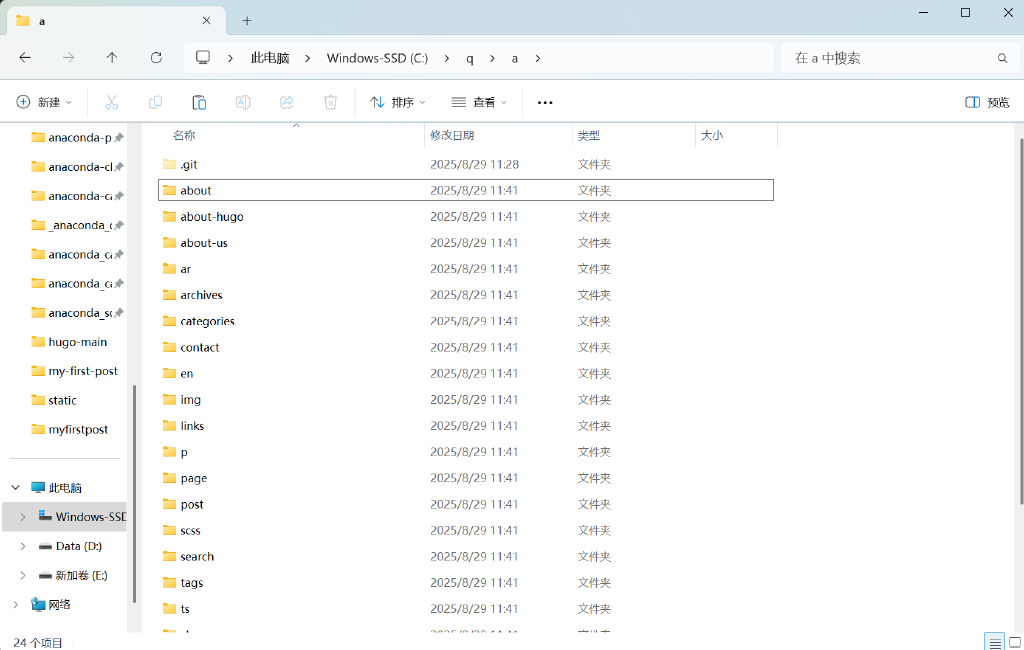 a
此电脑 Windows-SSD (C:) q a
在 a 中搜索
新建 排序 查看 预览
名称 修改日期 类型 大小
anaconda-p
anaconda-cl
anaconda-ca
_anaconda_c
anaconda_ca
anaconda_ca
anaconda_sc
hugo-main
my-first-post
static
myfirstpost
此电脑
Windows-SSD
Data (D:)
新加卷 (E:)
网络
.git 2025/8/29 11:28 文件夹
about 2025/8/29 11:41 文件夹
about-hugo 2025/8/29 11:41 文件夹
about-us 2025/8/29 11:41 文件夹
ar 2025/8/29 11:41 文件夹
archives 2025/8/29 11:41 文件夹
categories 2025/8/29 11:41 文件夹
contact 2025/8/29 11:41 文件夹
en 2025/8/29 11:41 文件夹
img 2025/8/29 11:41 文件夹
links 2025/8/29 11:41 文件夹
p 2025/8/29 11:41 文件夹
page 2025/8/29 11:41 文件夹
post 2025/8/29 11:41 文件夹
scss 2025/8/29 11:41 文件夹
search 2025/8/29 11:41 文件夹
tags 2025/8/29 11:41 文件夹
ts 2025/8/29 11:41 文件夹
24 个项目